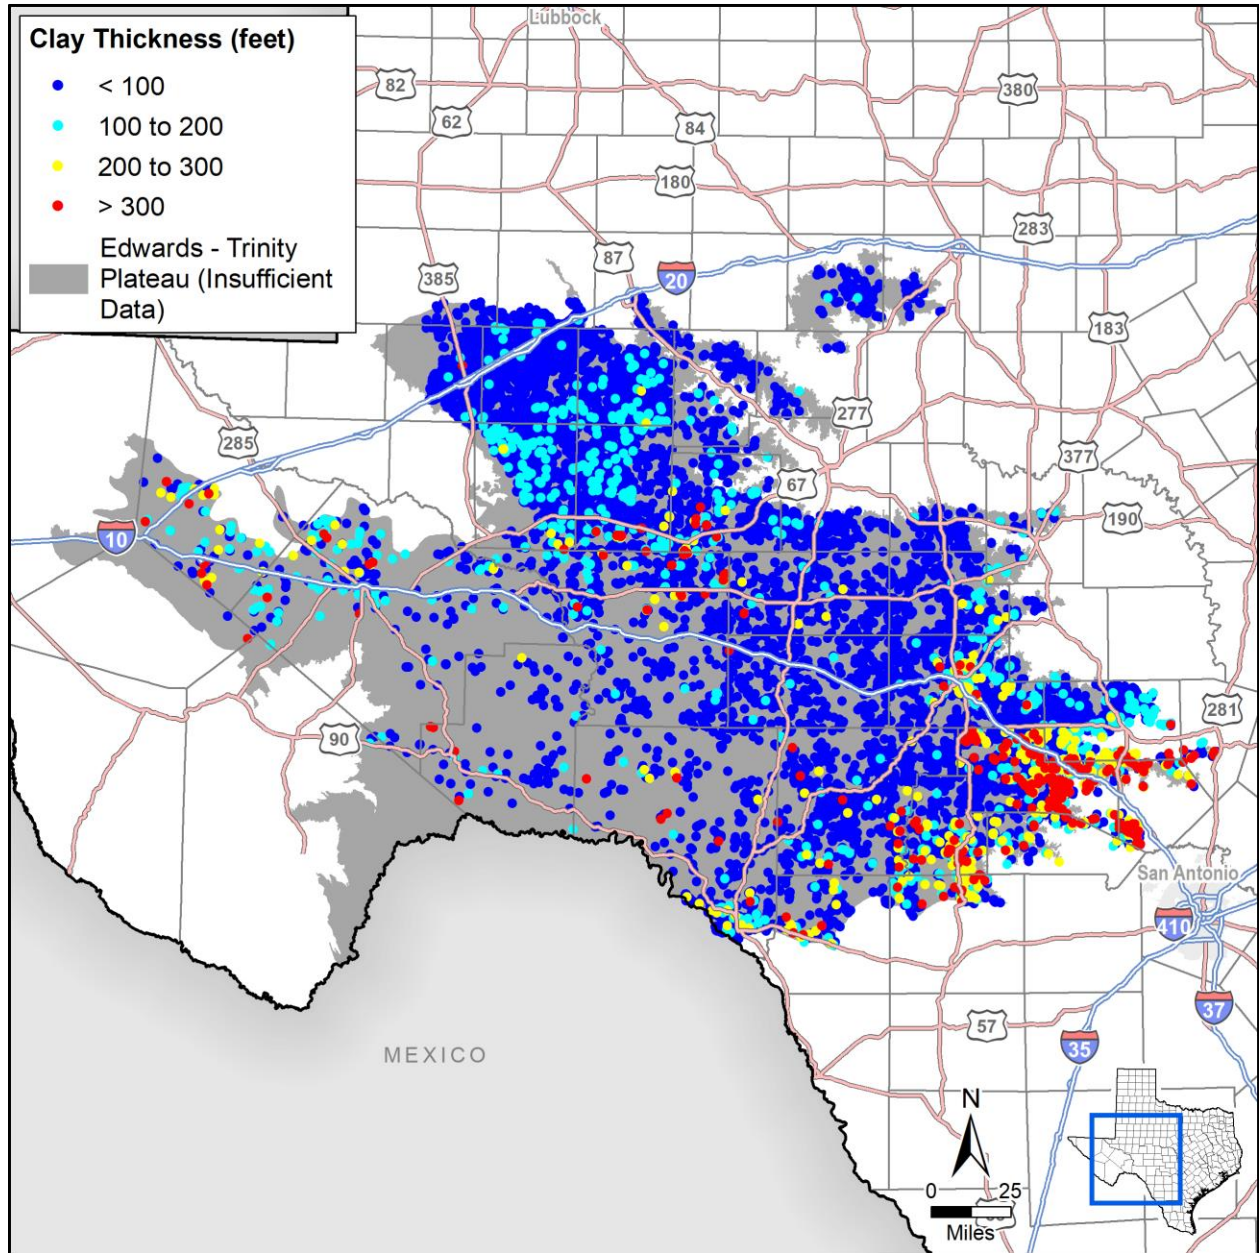 Lubbock
Clay Thickness (feet)
< 100
100 to 200
200 to 300
> 300
Edwards - Trinity
Plateau (Insufficient
Data)
82
380
62
84
180
283
87
385
20
183
277
285
377
67
190
10
281
90
San Antonio
410
37
57
35
MEXICO
N
0 25
Miles